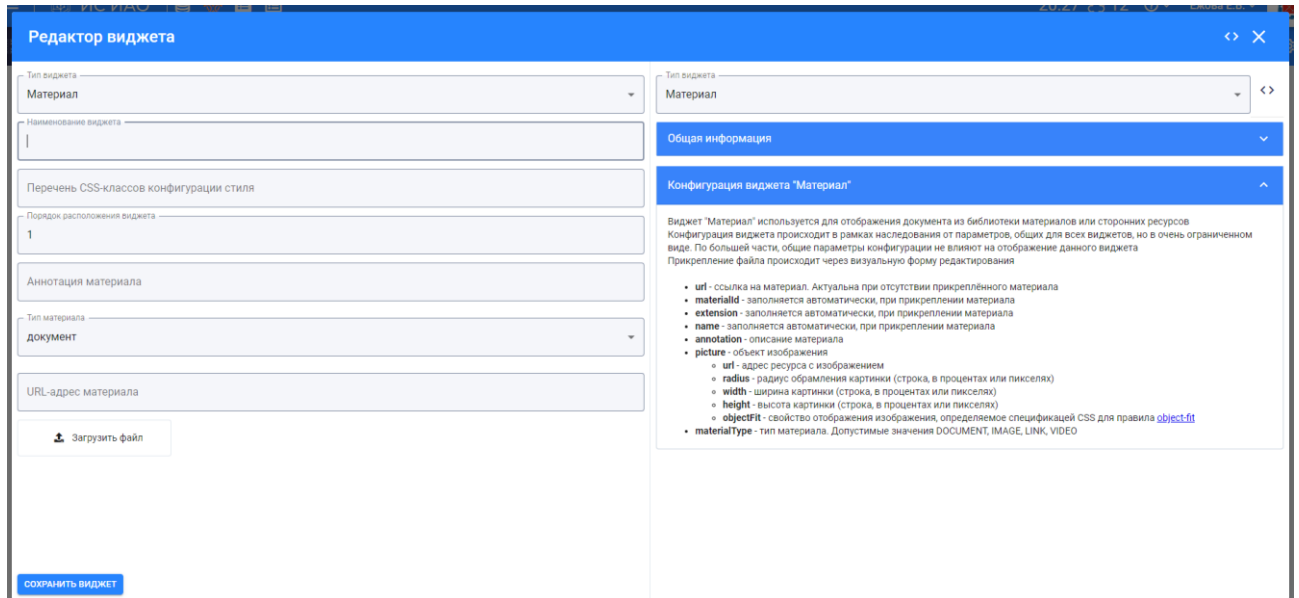 ИС ИАО
20:27
12
Ежова Е.В.
Редактор виджета
Тип виджета
Материал
Наименование виджета
Перечень CSS-классов конфигурации стиля
Порядок расположения виджета
1
Аннотация материала
Тип материала
документ
URL-адрес материала
Загрузить файл
СОХРАНИТЬ ВИДЖЕТ
Тип виджета
Материал
Общая информация
Конфигурация виджета "Материал"
Виджет "Материал" используется для отображения документа из библиотеки материалов или сторонних ресурсов
Конфигурация виджета происходит в рамках наследования от параметров, общих для всех виджетов, но в очень ограниченном
виде. По большей части, общие параметры конфигурации не влияют на отображение данного виджета
Прикрепление файла происходит через визуальную форму редактирования
• url - ссылка на материал. Актуальна при отсутствии прикреплённого материала
• materialId - заполняется автоматически, при прикреплении материала
• extension - заполняется автоматически, при прикреплении материала
• name - заполняется автоматически, при прикреплении материала
• annotation - описание материала
• picture - объект изображения
◦ url - адрес ресурса с изображением
◦ radius - радиус обрамления картинки (строка, в процентах или пикселях)
◦ width - ширина картинки (строка, в процентах или пикселях)
◦ height - высота картинки (строка, в процентах или пикселях)
◦ objectFit - свойство отображения изображения, определяемое спецификацей CSS для правила object-fit
• materialType - тип материала. Допустимые значения DOCUMENT, IMAGE, LINK, VIDEO